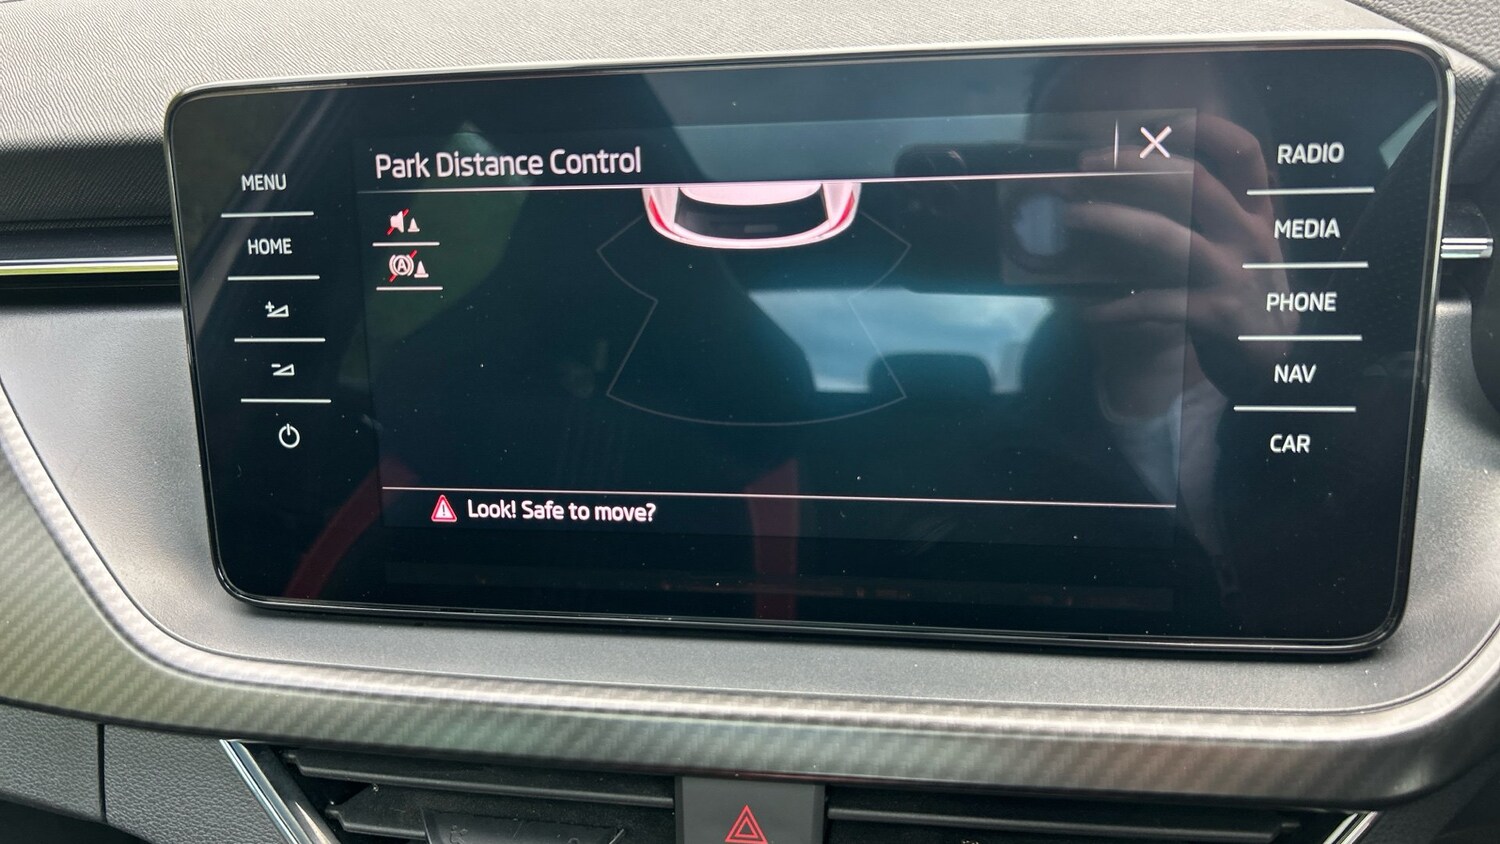 Park Distance Control
MENU
HOME
RADIO
MEDIA
PHONE
NAV
CAR
Look! Safe to move?